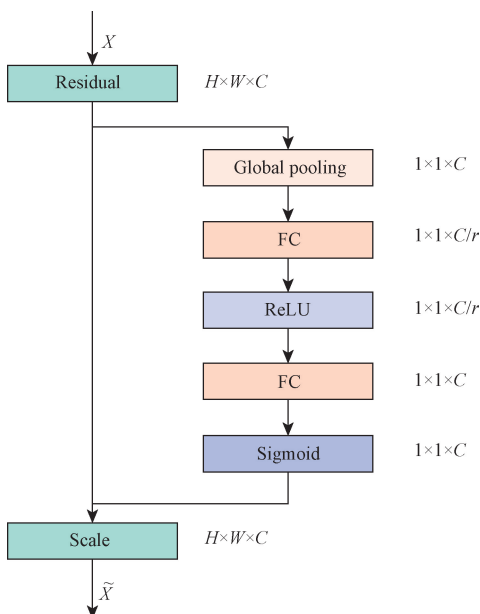 X
Residual
H×W×C
Global pooling
1×1×C
FC
1×1×C/r
ReLU
1×1×C/r
FC
1×1×C
Sigmoid
1×1×C
Scale
H×W×C
X̃